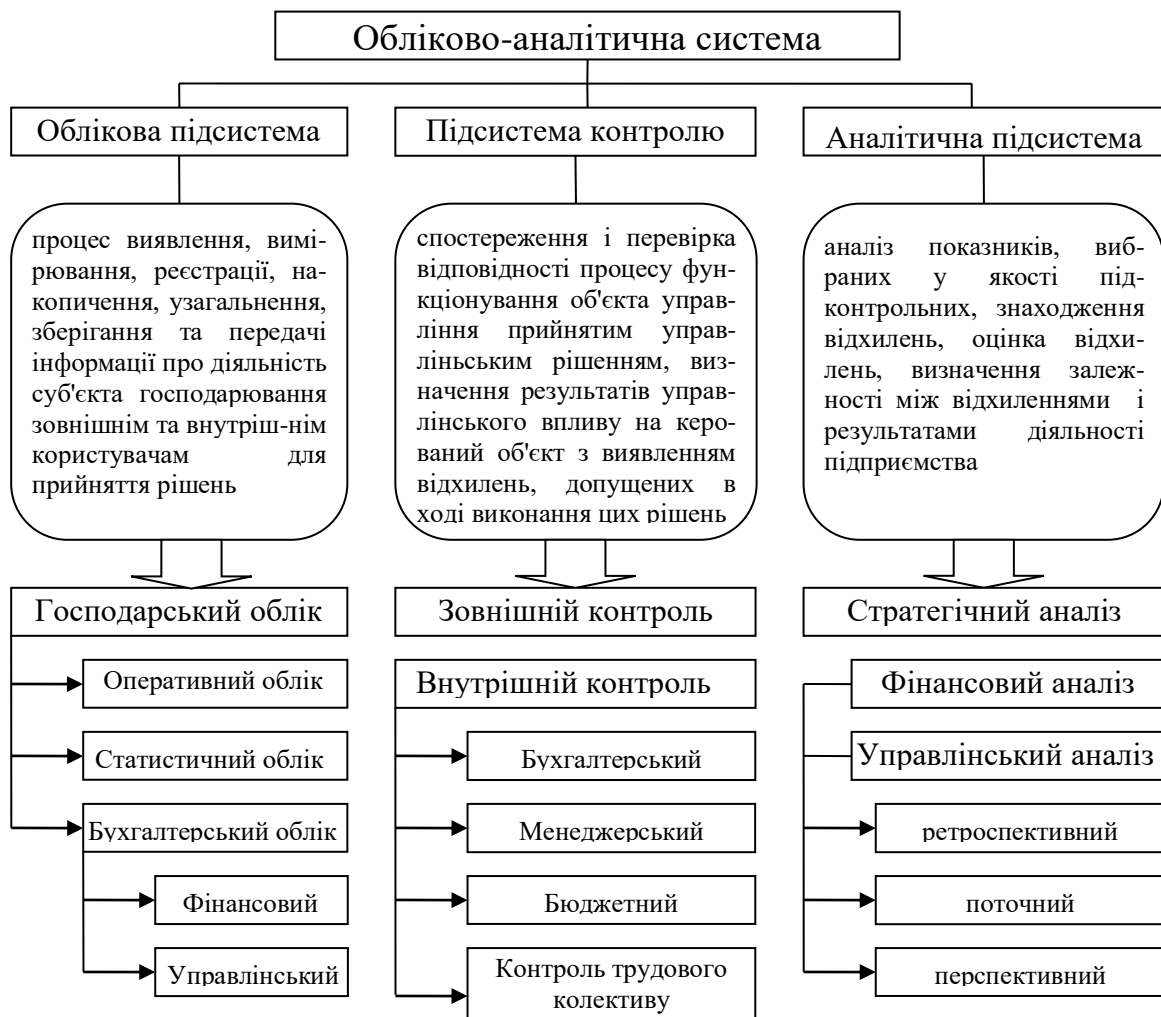 Обліково-аналітична система
Облікова підсистема
процес виявлення, вимі-
рювання, реєстрації, на-
копичення, узагальнення,
зберігання та передачі
інформації про діяльність
суб'єкта господарювання
зовнішнім та внутріш-нім
користувачам для
прийняття рішень
Господарський облік
Оперативний облік
Статистичний облік
Бухгалтерський облік
Фінансовий
Управлінський
Підсистема контролю
спостереження і перевірка
відповідності процесу фун-
кціонування об'єкта управ-
ління прийнятим управ-
ліньським рішенням, виз-
начення результатів управ-
лінського впливу на керо-
ваний об'єкт з виявленням
відхилень, допущених в
ході виконання цих рішень
Зовнішній контроль
Внутрішній контроль
Бухгалтерський
Менеджерський
Бюджетний
Контроль трудового
колективу
Аналітична підсистема
аналіз показників, виб-
раних у якості під-
контрольних, знаходження
відхилень, оцінка відхи-
лень, визначення залеж-
ності між відхиленнями і
результатами діяльності
підприємства
Стратегічний аналіз
Фінансовий аналіз
Управлінський аналіз
ретроспективний
поточний
перспективний